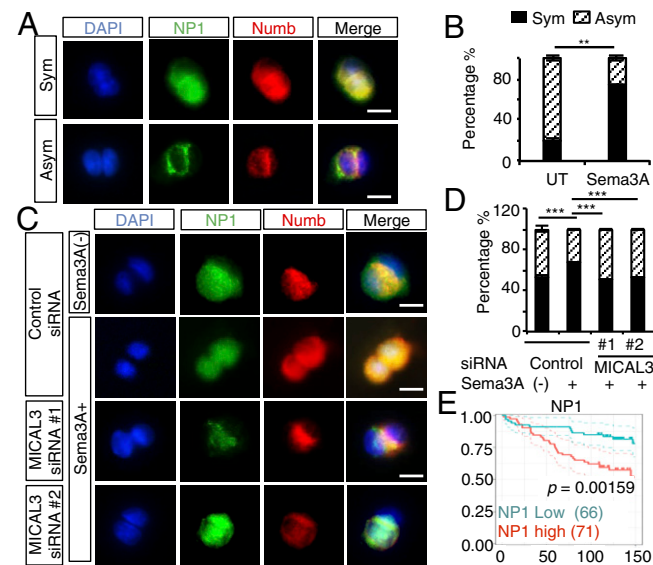 A
DAPI NP1 Numb Merge
Sym
Asym
B
Sym Asym
**
Percentage %
80
40
0
UT Sema3A
C
DAPI NP1 Numb Merge
Control siRNA
Sema3A(-)
Sema3A+
MICAL3 siRNA #1
MICAL3 siRNA #2
D
***
*** ***
Percentage %
120
80
40
0
#1 #2
siRNA Control MICAL3
Sema3A (-) + + +
E
NP1
1.00
0.75
0.50
0.25
0.00
p = 0.00159
NP1 Low (66)
NP1 high (71)
0 50 100 150